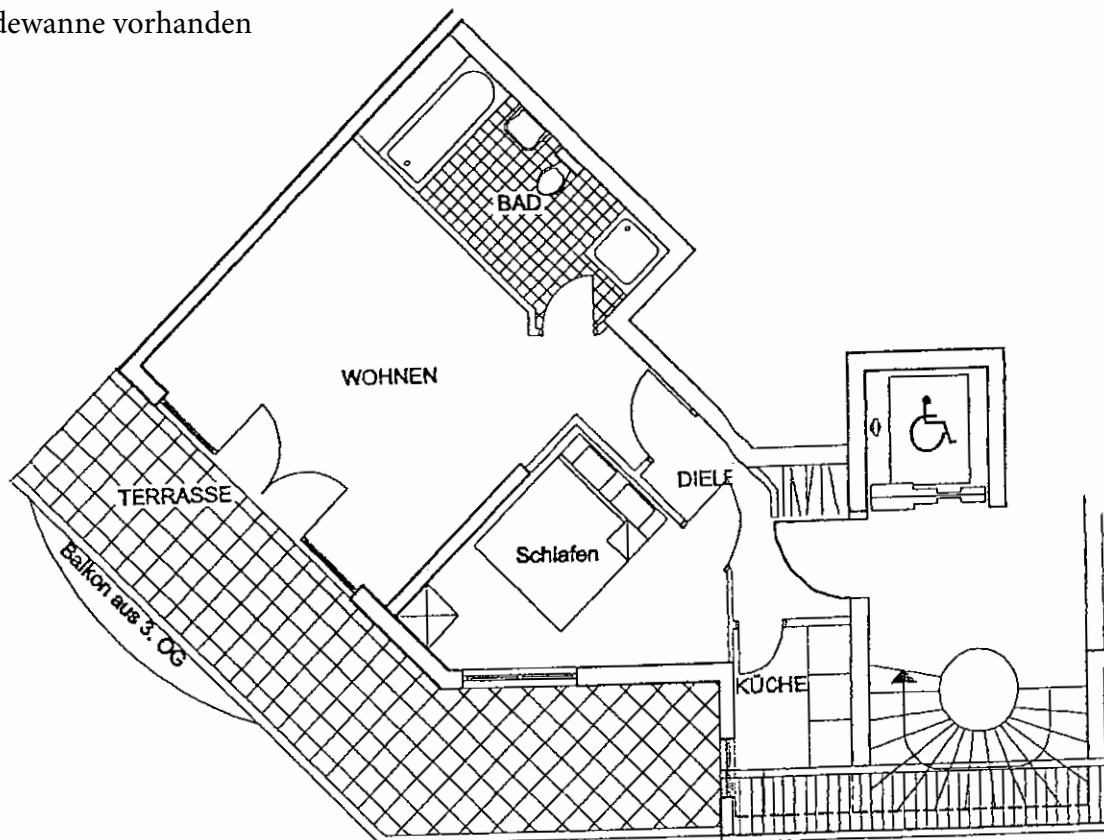 dewanne vorhanden
BAD
WOHNEN
DIELE
TERRASSE
Schlafen
Balkon aus 3. OG
KÜCHE